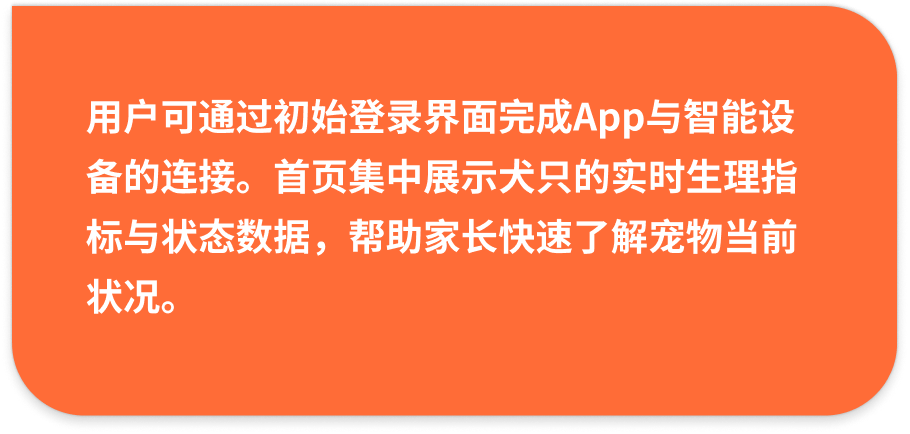 用户可通过初始登录界面完成App与智能设
备的连接。首页集中展示犬只的实时生理指
标与状态数据，帮助家长快速了解宠物当前
状况。